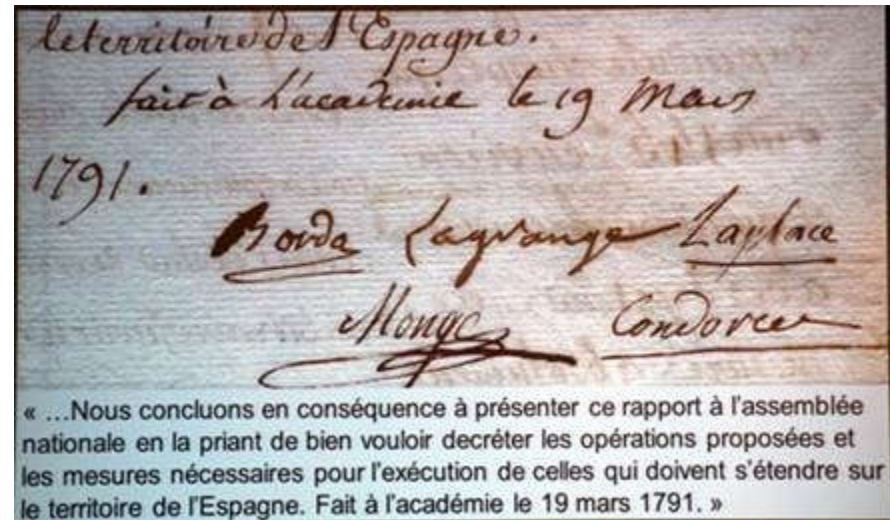 le territoire de l'Espagne.
fait à L'academie le 19 Mars
1791.
Borda Lagrange Laplace
Monge Condorcet
« …Nous concluons en conséquence à présenter ce rapport à l'assemblée
nationale en la priant de bien vouloir decréter les opérations proposées et
les mesures nécessaires pour l'exécution de celles qui doivent s'étendre sur
le territoire de l'Espagne. Fait à l'académie le 19 mars 1791. »